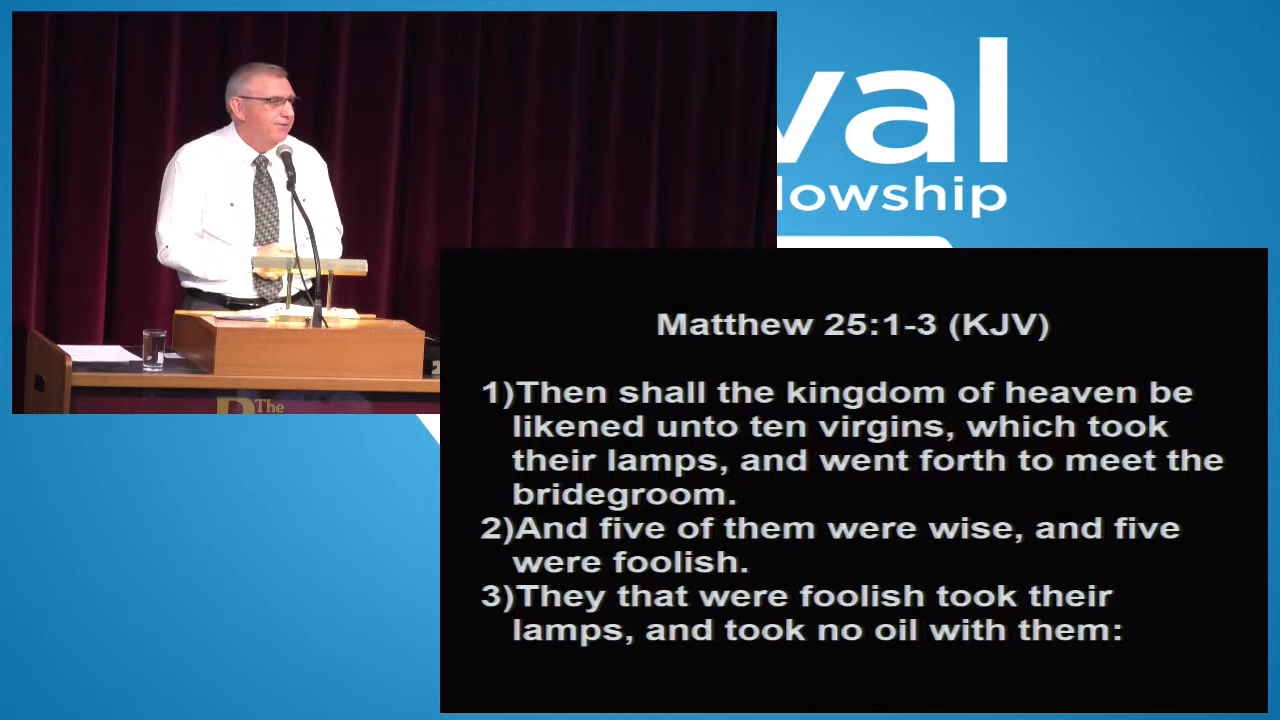 val
lowship
The
Matthew 25:1-3 (KJV)
1)Then shall the kingdom of heaven be
likened unto ten virgins, which took
their lamps, and went forth to meet the
bridegroom.
2)And five of them were wise, and five
were foolish.
3)They that were foolish took their
lamps, and took no oil with them: